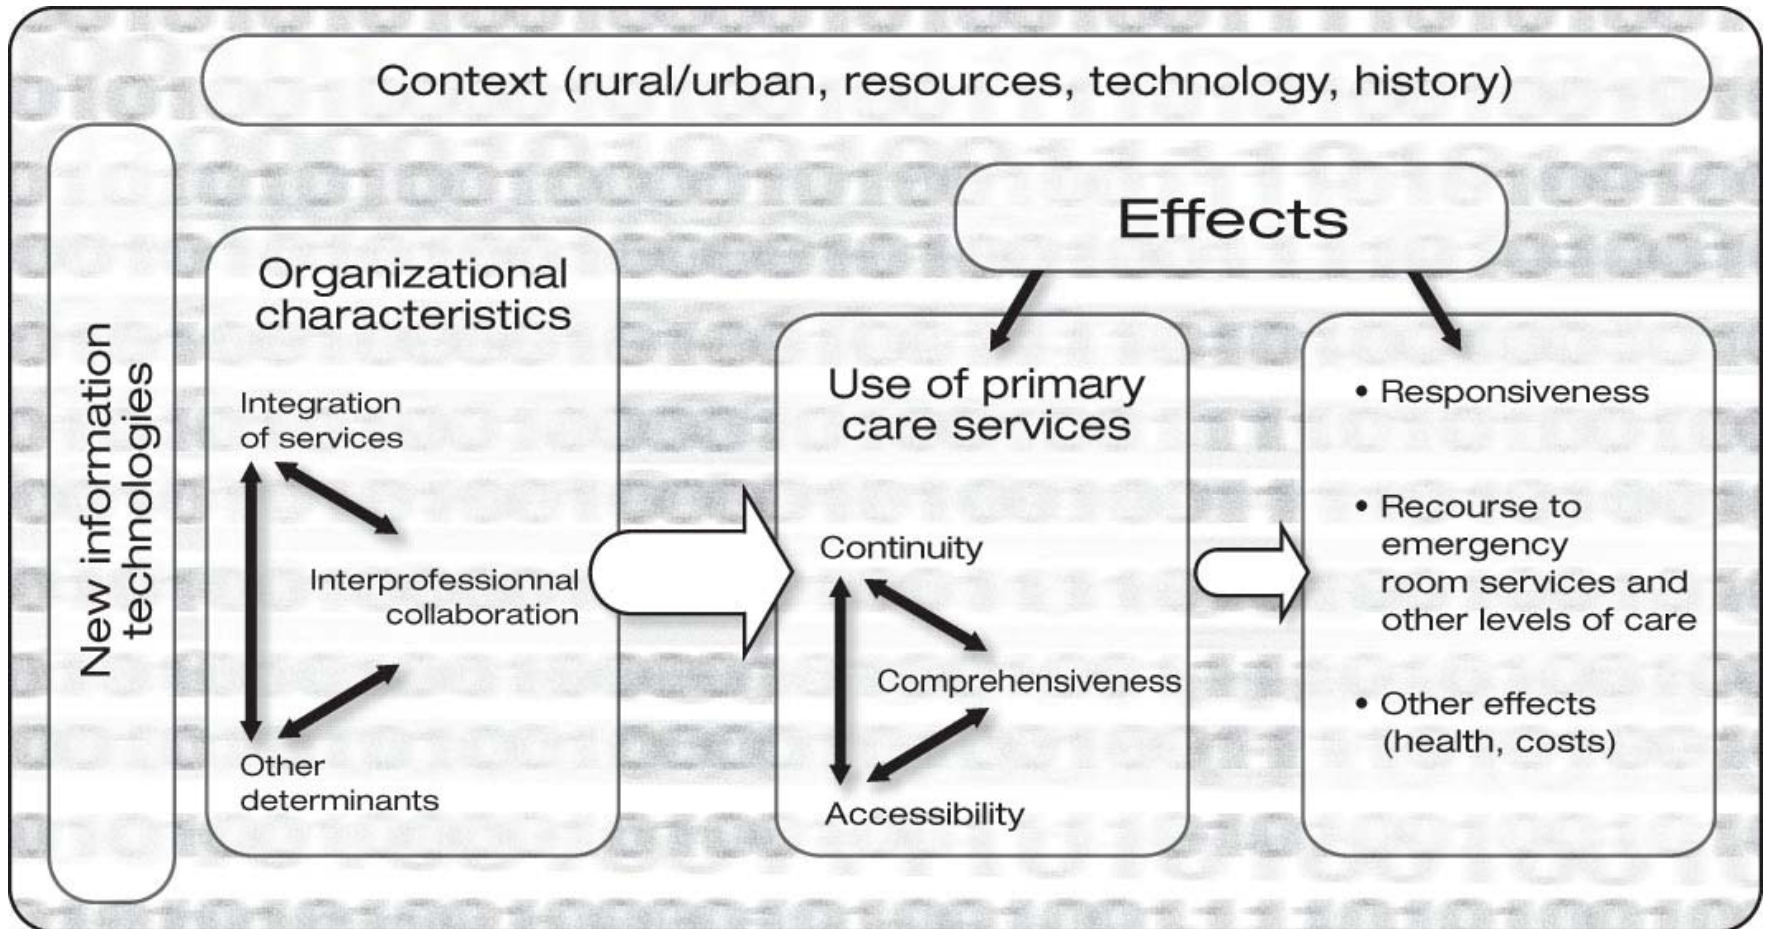 Context (rural/urban, resources, technology, history)
New information
technologies
Organizational
characteristics
Integration
of services
Interprofessionnal
collaboration
Other
determinants
Effects
Use of primary
care services
Continuity
Comprehensiveness
Accessibility
• Responsiveness
• Recourse to
emergency
room services and
other levels of care
• Other effects
(health, costs)